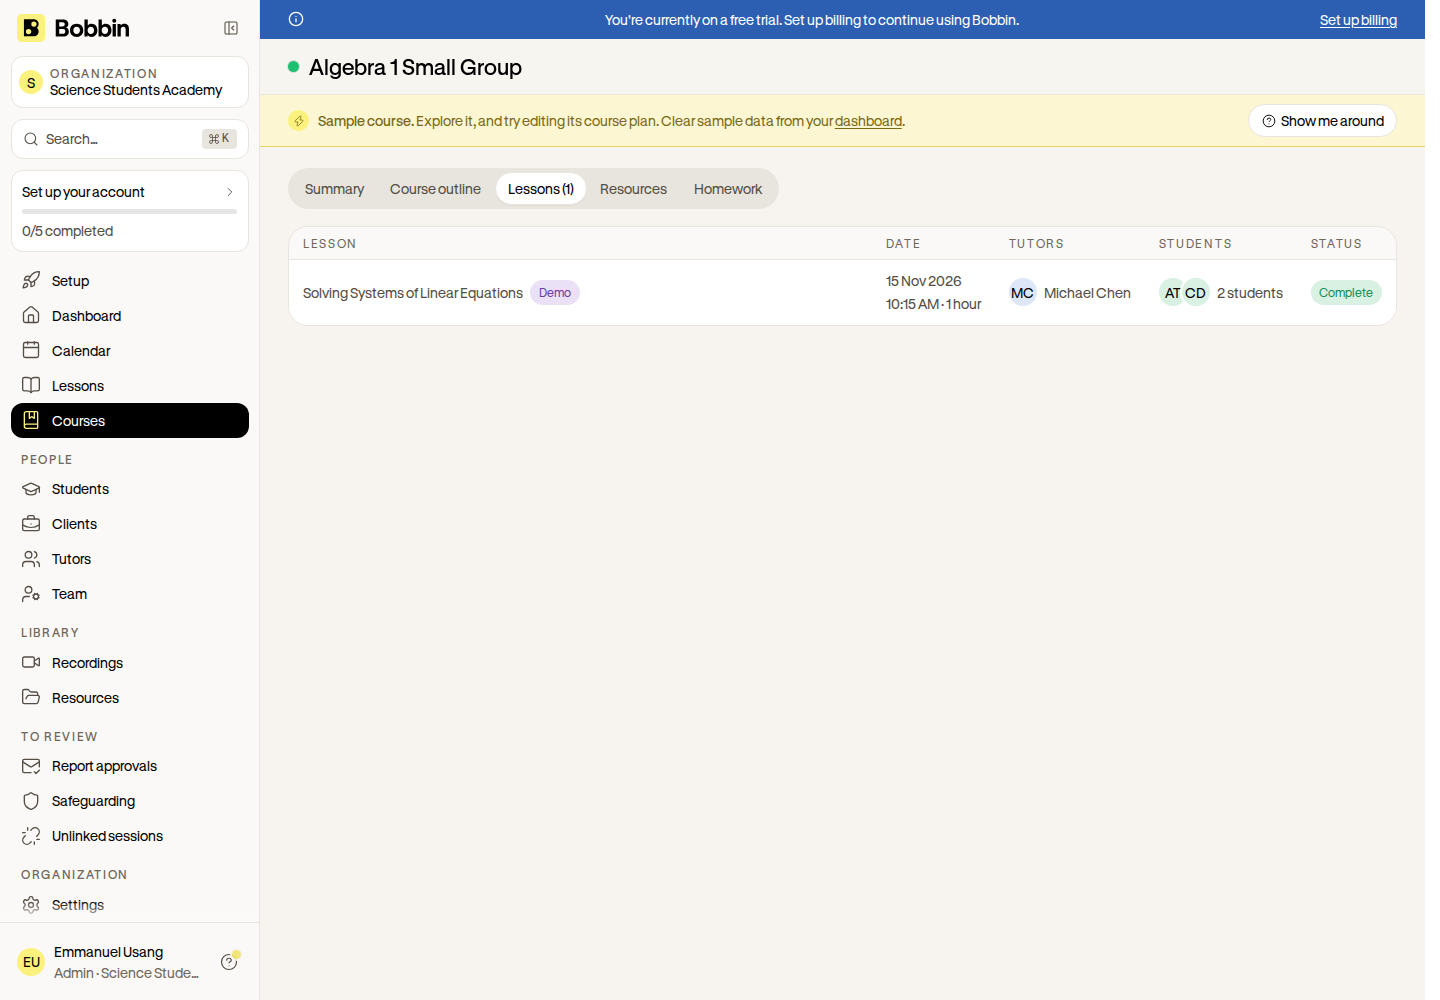 Bobbin
ORGANIZATION
S
Science Students Academy
Search...
⌘ K
Set up your account
0/5 completed
Setup
Dashboard
Calendar
Lessons
Courses
PEOPLE
Students
Clients
Tutors
Team
LIBRARY
Recordings
Resources
TO REVIEW
Report approvals
Safeguarding
Unlinked sessions
ORGANIZATION
Settings
EU
Emmanuel Usang
Admin · Science Stude...
You're currently on a free trial. Set up billing to continue using Bobbin.
Set up billing
Algebra 1 Small Group
Sample course. Explore it, and try editing its course plan. Clear sample data from your dashboard.
Show me around
Summary
Course outline
Lessons (1)
Resources
Homework
LESSON
DATE
TUTORS
STUDENTS
STATUS
Solving Systems of Linear Equations
Demo
15 Nov 2026
10:15 AM · 1 hour
MC
Michael Chen
AT
CD
2 students
Complete